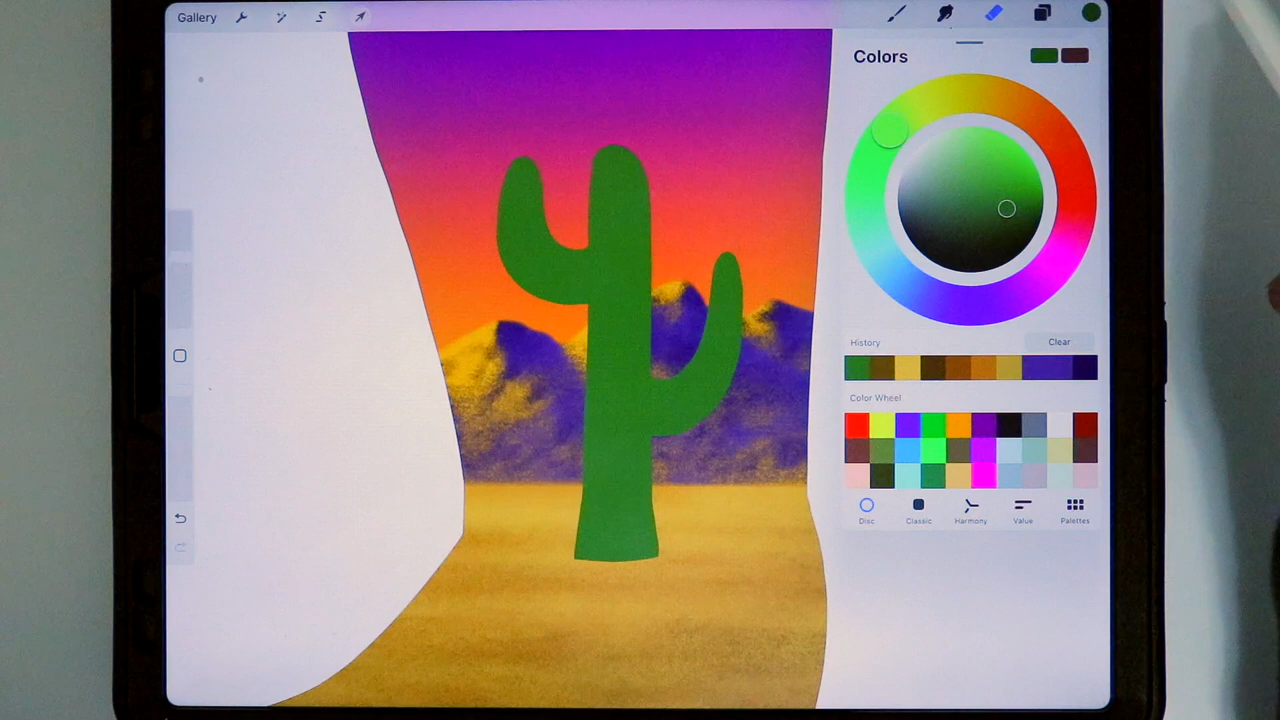 Gallery
Colors
History
Clear
Color Wheel
Disc
Classic
Harmony
Value
Palettes